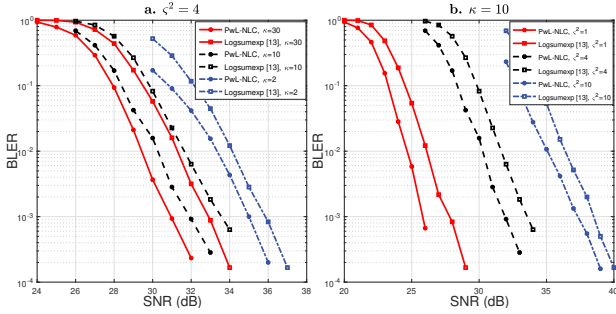 a. ς² = 4
BLER
10⁰
10⁻¹
10⁻²
10⁻³
10⁻⁴
24 26 28 30 32 34 36 38
SNR (dB)
PwL-NLC, κ=30
Logsumexp [13], κ=30
PwL-NLC, κ=10
Logsumexp [13], κ=10
PwL-NLC, κ=2
Logsumexp [13], κ=2
b. κ = 10
BLER
10⁰
10⁻¹
10⁻²
10⁻³
10⁻⁴
20 25 30 35 40
SNR (dB)
PwL-NLC, ς²=1
Logsumexp [13], ς²=1
PwL-NLC, ς²=4
Logsumexp [13], ς²=4
PwL-NLC, ς²=10
Logsumexp [13], ς²=10